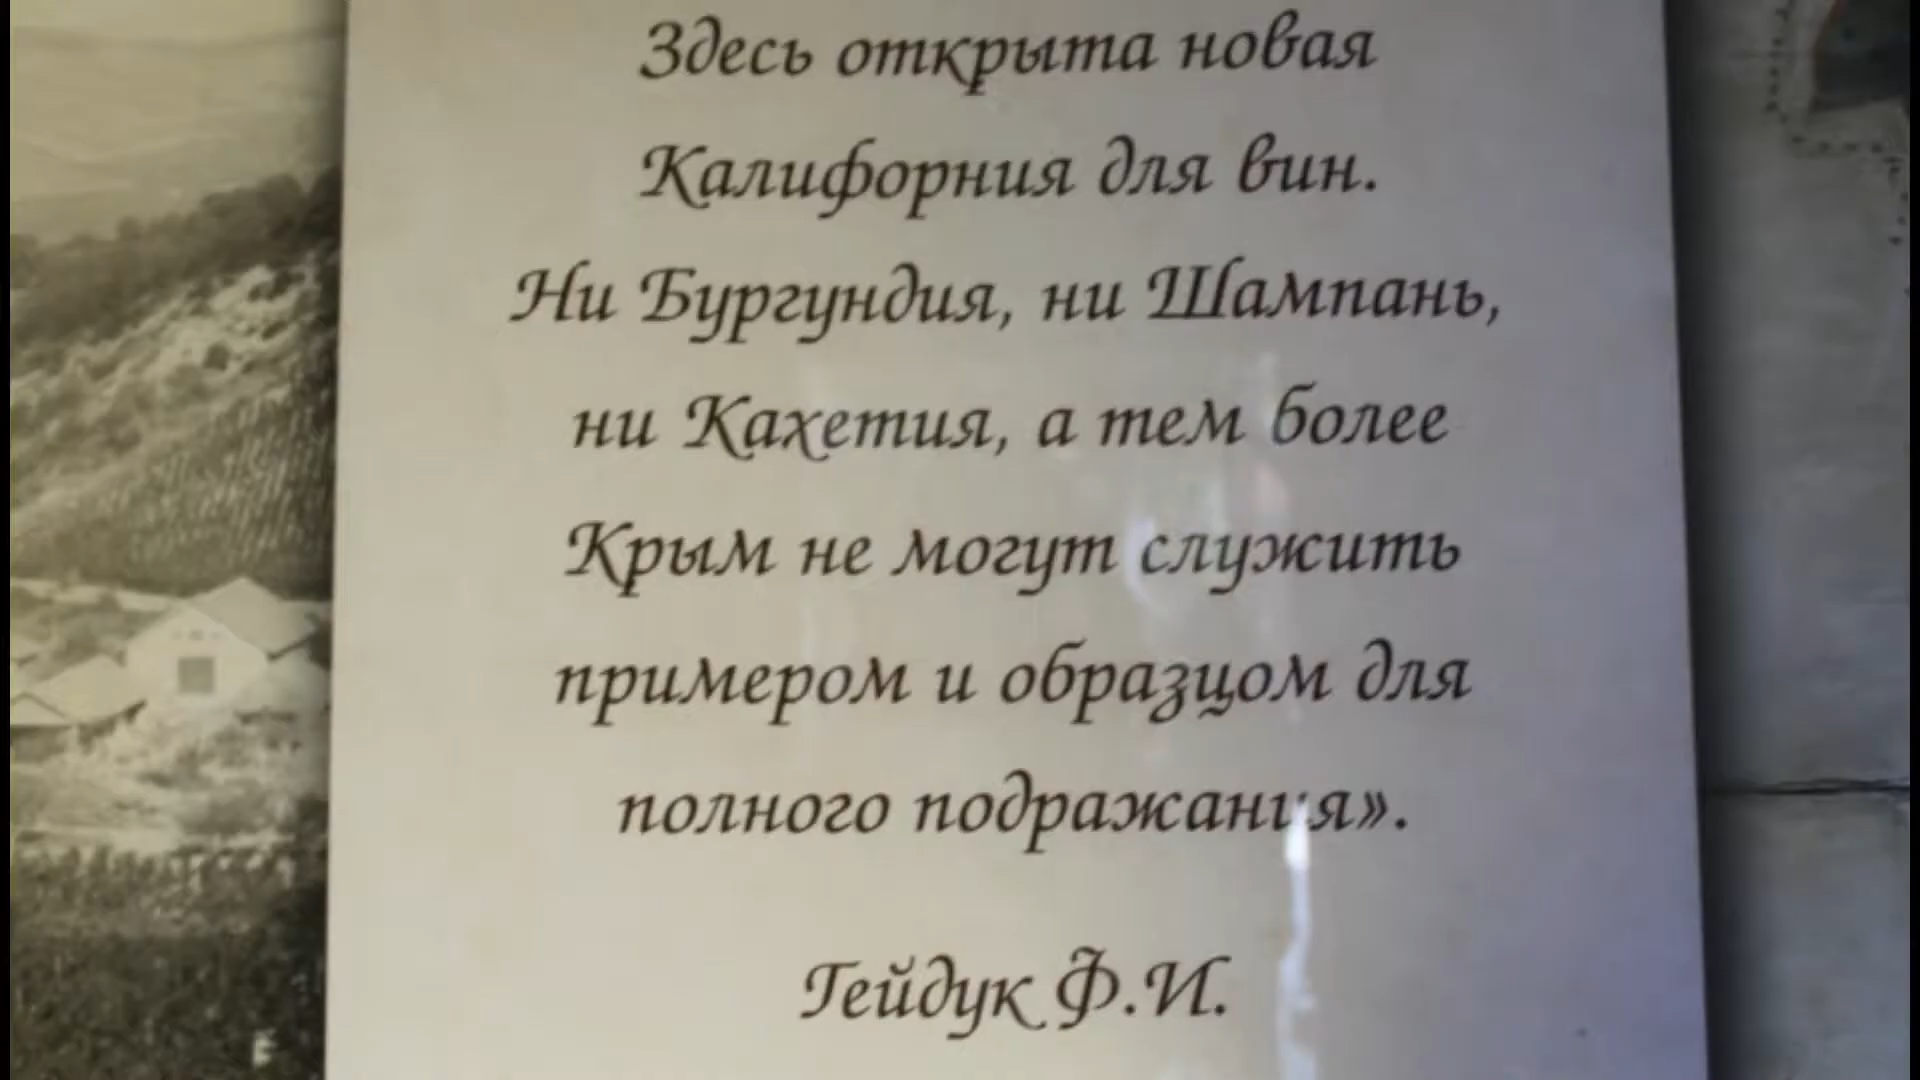 Здесь открыта новая
Калифорния для вин.
Ни Бургундия, ни Шампань,
ни Кахетия, а тем более
Крым не могут служить
примером и образцом для
полного подражания».
Гейдук Ф.И.
Е